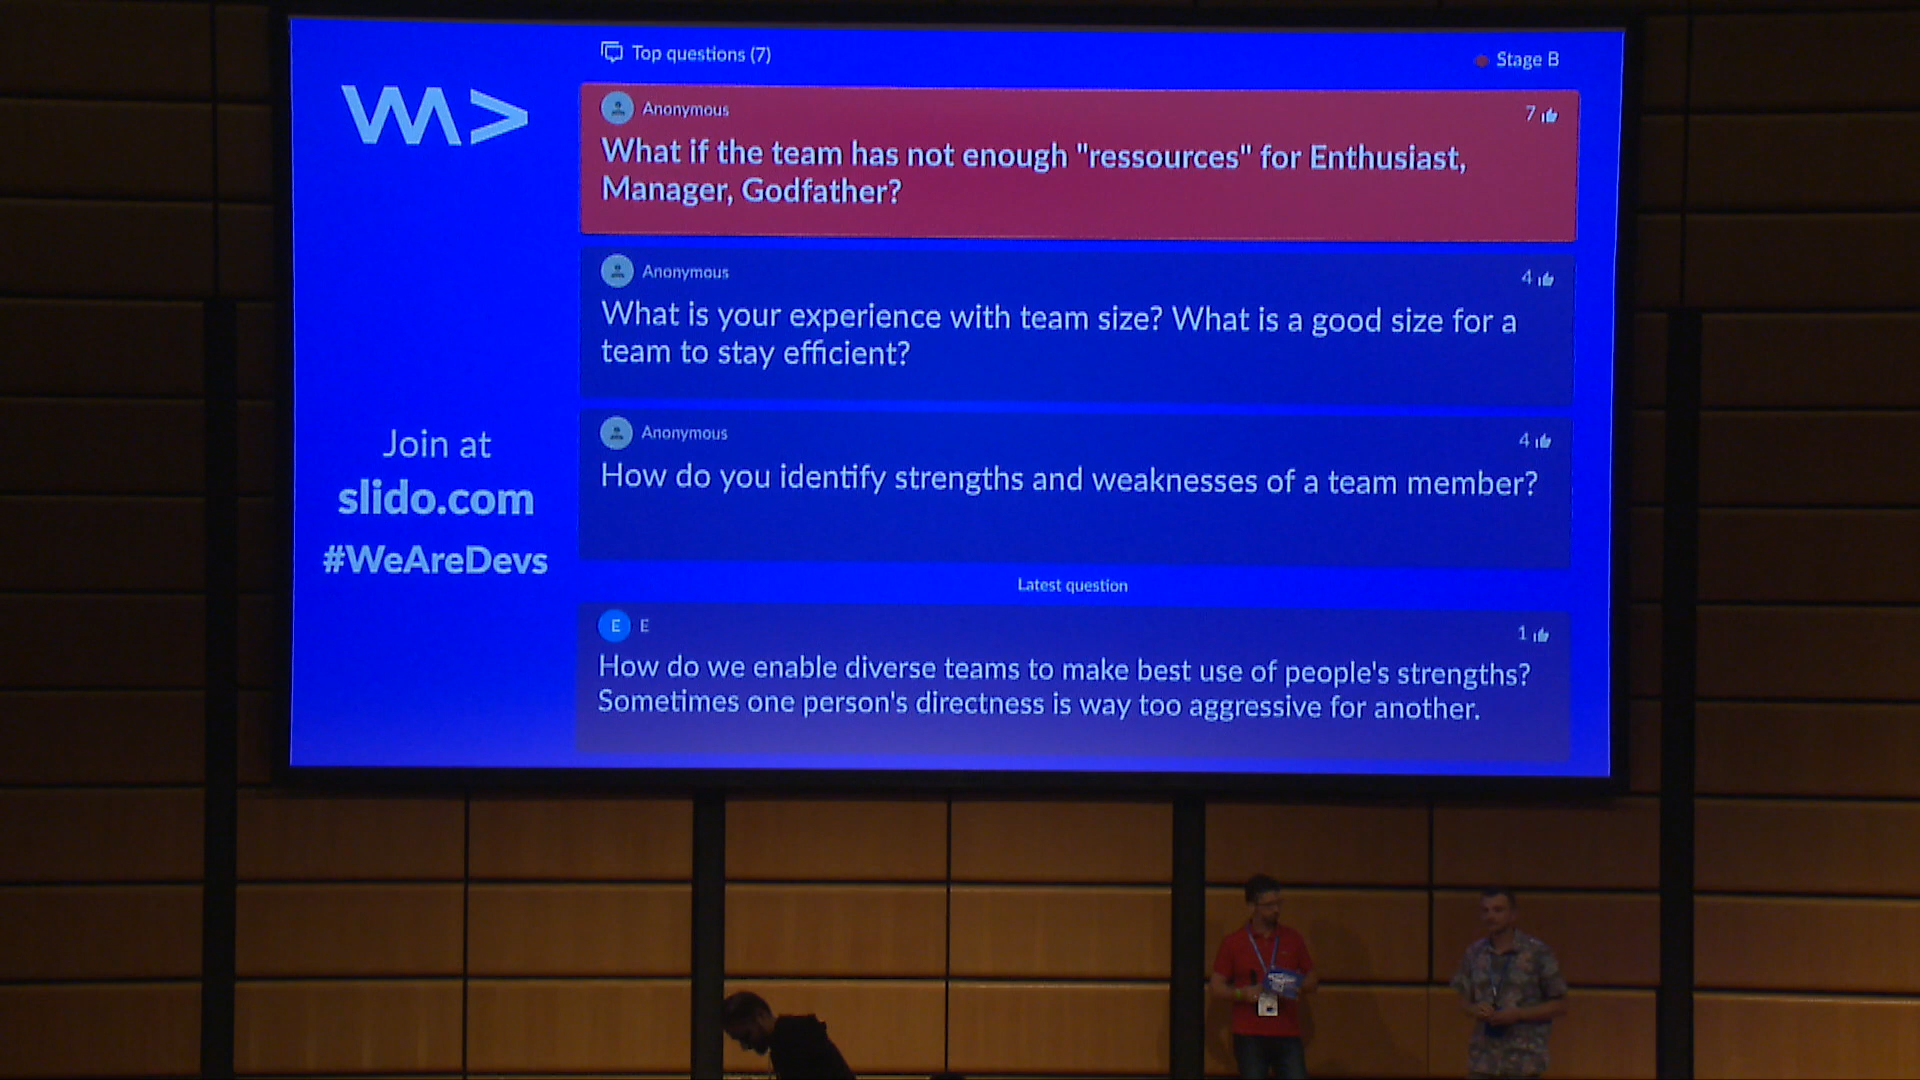 Top questions (7)
Stage B
WA>
Anonymous
7
What if the team has not enough "ressources" for Enthusiast,
Manager, Godfather?
Anonymous
4
What is your experience with team size? What is a good size for a
team to stay efficient?
Anonymous
4
How do you identify strengths and weaknesses of a team member?
Join at
slido.com
#WeAreDevs
Latest question
E E
1
How do we enable diverse teams to make best use of people's strengths?
Sometimes one person's directness is way too aggressive for another.